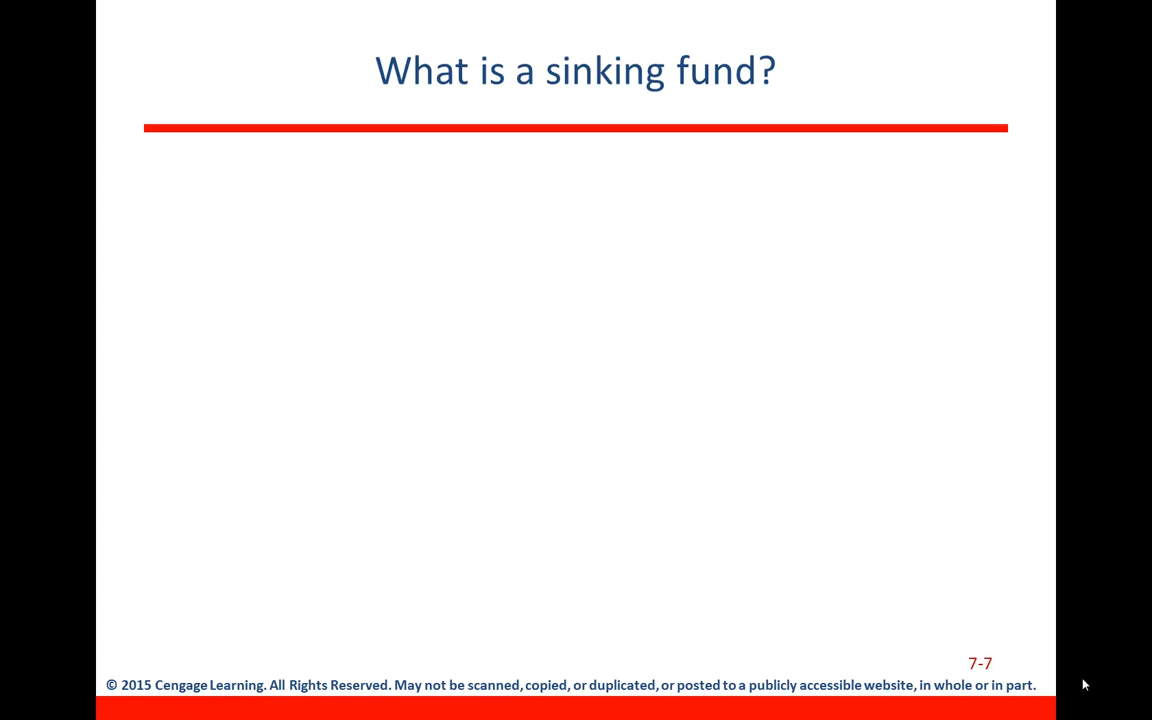 What is a sinking fund?
7-7
© 2015 Cengage Learning. All Rights Reserved. May not be scanned, copied, or duplicated, or posted to a publicly accessible website, in whole or in part.